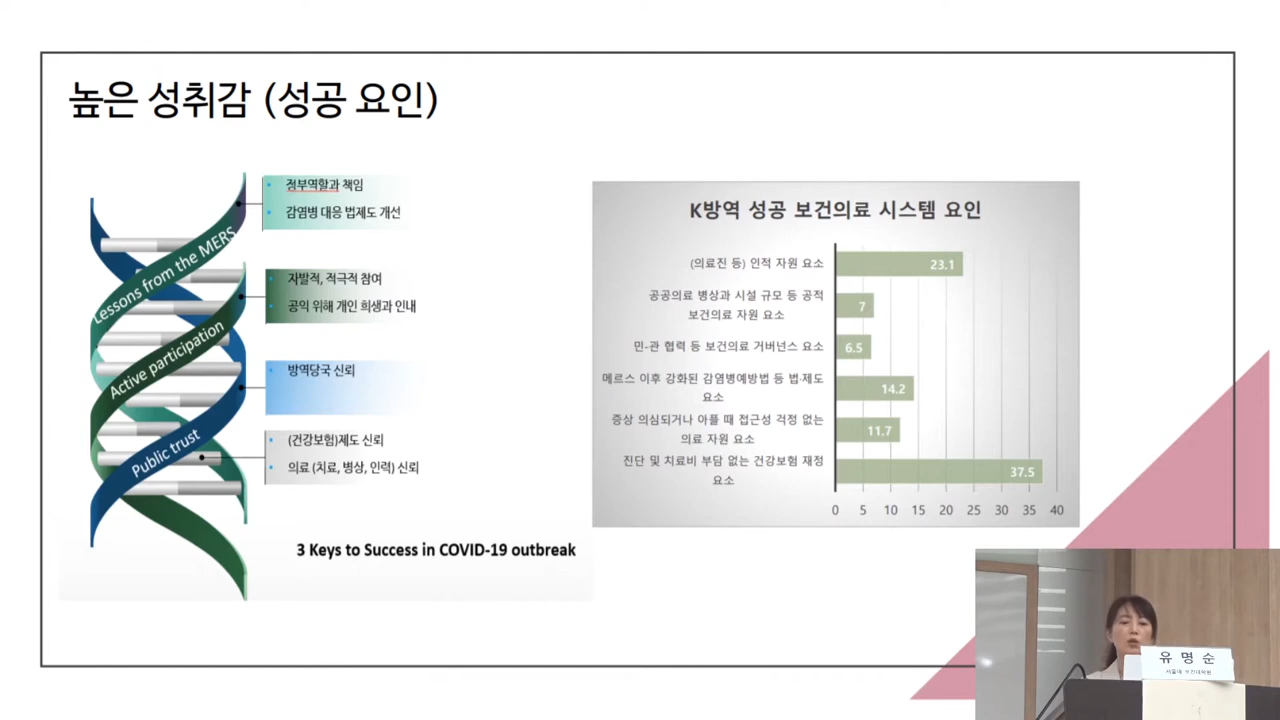 높은 성취감 (성공 요인)
정부역할과 책임
감염병 대응 법제도 개선
Lessons from the MERS
자발적, 적극적 참여
공익 위해 개인 희생과 인내
Active participation
방역당국 신뢰
Public trust
(건강보험)제도 신뢰
의료 (치료, 병상, 인력) 신뢰
3 Keys to Success in COVID-19 outbreak
K방역 성공 보건의료 시스템 요인
(의료진 등) 인적 자원 요소
23.1
공공의료 병상과 시설 규모 등 공적
보건의료 자원 요소
7
민-관 협력 등 보건의료 거버넌스 요소
6.5
메르스 이후 강화된 감염병예방법 등 법·제도
요소
14.2
증상 의심되거나 아플 때 접근성 걱정 없는
의료 자원 요소
11.7
진단 및 치료비 부담 없는 건강보험 재정
요소
37.5
0 5 10 15 20 25 30 35 40
유 명 순
서울대 보건대학원